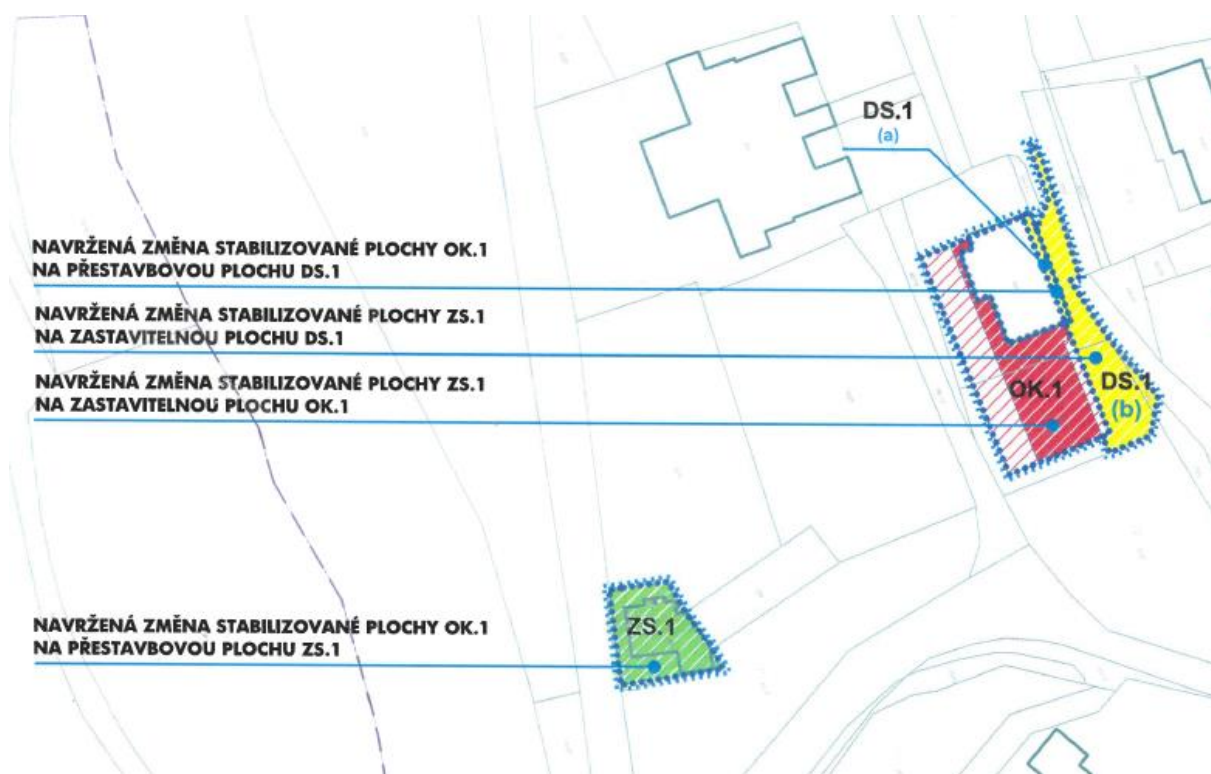 DS.1
(a)
NAVRŽENÁ ZMĚNA STABILIZOVANÉ PLOCHY OK.1
NA PŘESTAVBOVOU PLOCHU DS.1
NAVRŽENÁ ZMĚNA STABILIZOVANÉ PLOCHY ZS.1
NA ZASTAVITELNOU PLOCHU DS.1
NAVRŽENÁ ZMĚNA STABILIZOVANÉ PLOCHY ZS.1
NA ZASTAVITELNOU PLOCHU OK.1
OK.1
DS.1
(b)
NAVRŽENÁ ZMĚNA STABILIZOVANÉ PLOCHY OK.1
NA PŘESTAVBOVOU PLOCHU ZS.1
ZS.1